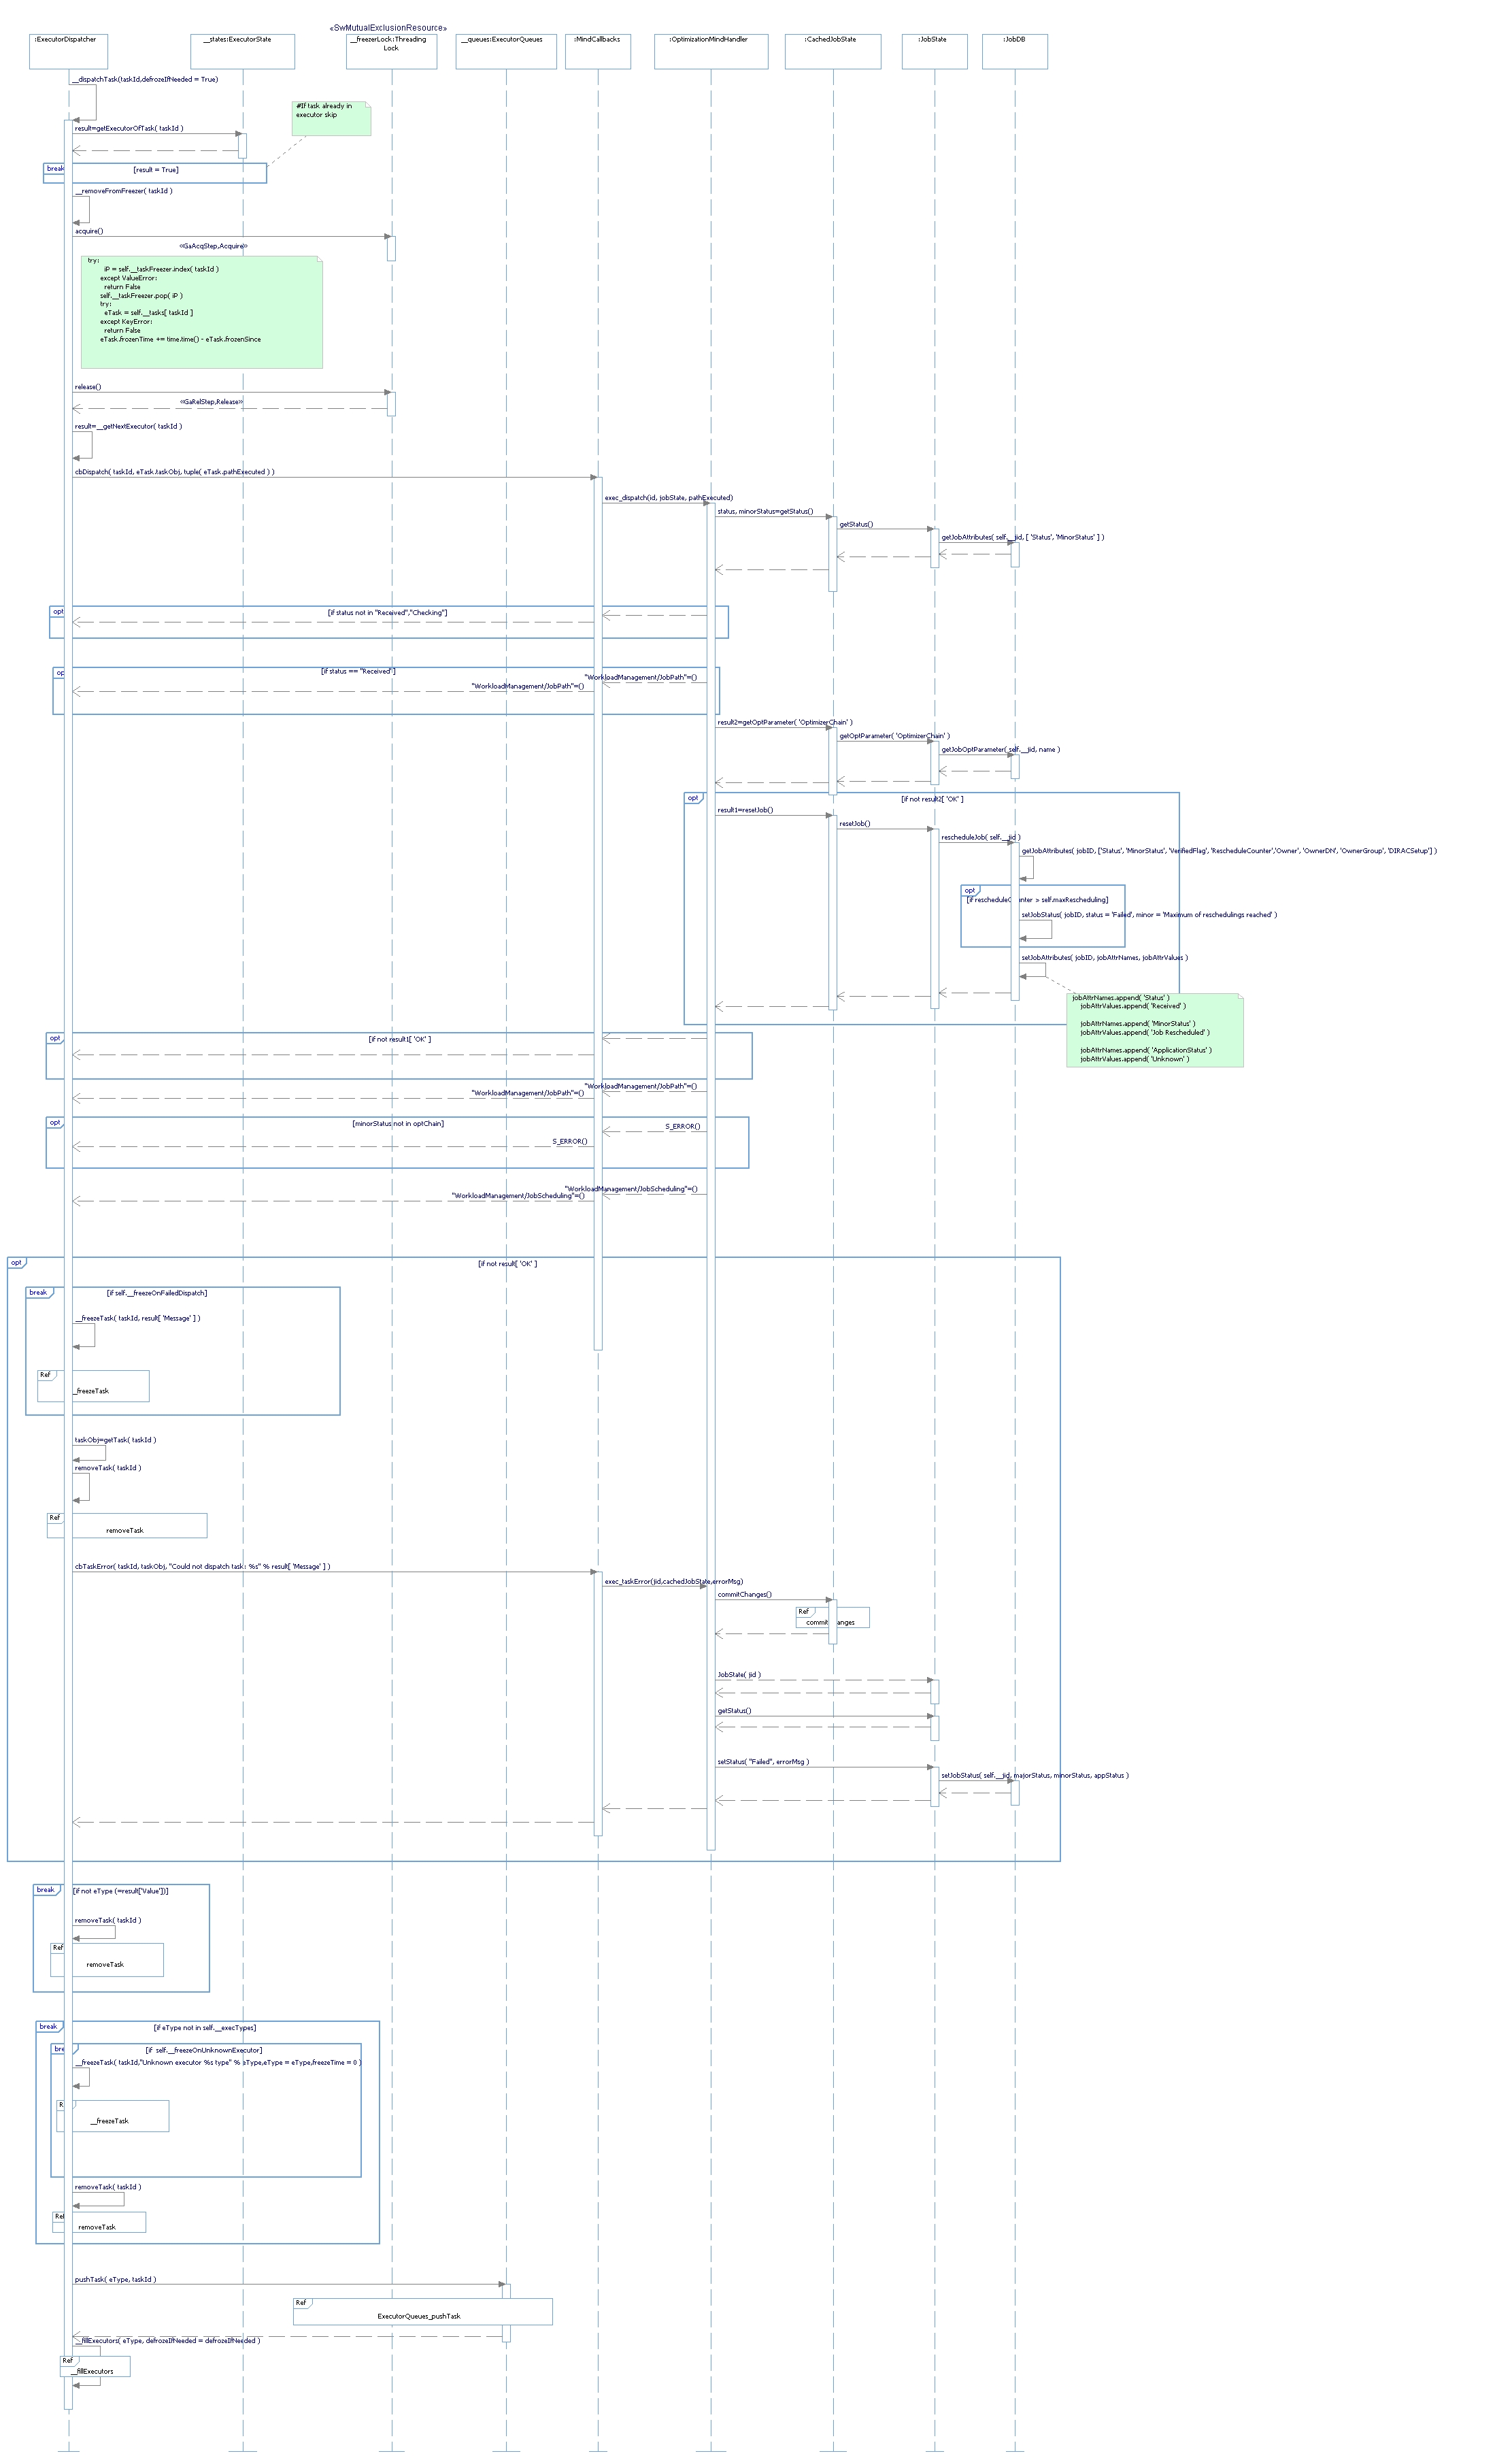 «SwMutualExclusionResource»
:ExecutorDispatcher
__states:ExecutorState
__freezerLock:Threading
Lock
__queues:ExecutorQueues
:MindCallbacks
:OptimizationMindHandler
:CachedJobState
:JobState
:JobDB
__dispatchTask(taskId,defrozeIfNeeded = True)
#If task already in
executor skip
result=getExecutorOfTask( taskId )
break
[result = True]
__removeFromFreezer( taskId )
acquire()
«GaAcqStep,Acquire»
try:
iP = self.__taskFreezer.index( taskId )
except ValueError:
return False
self.__taskFreezer.pop( iP )
try:
eTask = self.__tasks[ taskId ]
except KeyError:
return False
eTask.frozenTime += time.time() - eTask.frozenSince
release()
«GaRelStep,Release»
result=__getNextExecutor( taskId )
cbDispatch( taskId, eTask.taskObj, tuple( eTask.pathExecuted ) )
exec_dispatch(id, jobState, pathExecuted)
status, minorStatus=getStatus()
getStatus()
getJobAttributes( self.__jid, [ 'Status', 'MinorStatus' ] )
opt
[if status not in "Received","Checking"]
op
[if status == "Received"]
"WorkloadManagement/JobPath"=()
"WorkloadManagement/JobPath"=()
result2=getOptParameter( 'OptimizerChain' )
getOptParameter( 'OptimizerChain' )
getJobOptParameter( self.__jid, name )
opt
[if not result2[ 'OK' ]
result1=resetJob()
resetJob()
rescheduleJob( self.__jid )
getJobAttributes( jobID, ['Status', 'MinorStatus', 'VerifiedFlag', 'RescheduleCounter','Owner', 'OwnerDN', 'OwnerGroup', 'DIRACSetup'] )
opt
[if rescheduleCounter > self.maxRescheduling]
setJobStatus( jobID, status = 'Failed', minor = 'Maximum of reschedulings reached' )
setJobAttributes( jobID, jobAttrNames, jobAttrValues )
jobAttrNames.append( 'Status' )
jobAttrValues.append( 'Received' )
jobAttrNames.append( 'MinorStatus' )
jobAttrValues.append( 'Job Rescheduled' )
jobAttrNames.append( 'ApplicationStatus' )
jobAttrValues.append( 'Unknown' )
opt
[if not result1[ 'OK' ]
"WorkloadManagement/JobPath"=()
"WorkloadManagement/JobPath"=()
opt
[minorStatus not in optChain]
S_ERROR()
S_ERROR()
"WorkloadManagement/JobScheduling"=()
"WorkloadManagement/JobScheduling"=()
opt
[if not result[ 'OK' ]
break
[if self.__freezeOnFailedDispatch]
__freezeTask( taskId, result[ 'Message' ] )
Ref
__freezeTask
taskObj=getTask( taskId )
removeTask( taskId )
Ref
removeTask
cbTaskError( taskId, taskObj, "Could not dispatch task: %s" % result[ 'Message' ] )
exec_taskError(jid,cachedJobState,errorMsg)
commitChanges()
Ref
commitChanges
JobState( jid )
getStatus()
setStatus( "Failed", errorMsg )
setJobStatus( self.__jid, majorStatus, minorStatus, appStatus )
break
[if not eType (=result['Value'])]
removeTask( taskId )
Ref
removeTask
break
[if eType not in self.__execTypes]
bre
[if self.__freezeOnUnknownExecutor]
__freezeTask( taskId,"Unknown executor %s type" % eType,eType = eType,freezeTime = 0 )
R
__freezeTask
removeTask( taskId )
Ref
removeTask
pushTask( eType, taskId )
Ref
ExecutorQueues_pushTask
__fillExecutors( eType, defrozeIfNeeded = defrozeIfNeeded )
Ref
__fillExecutors